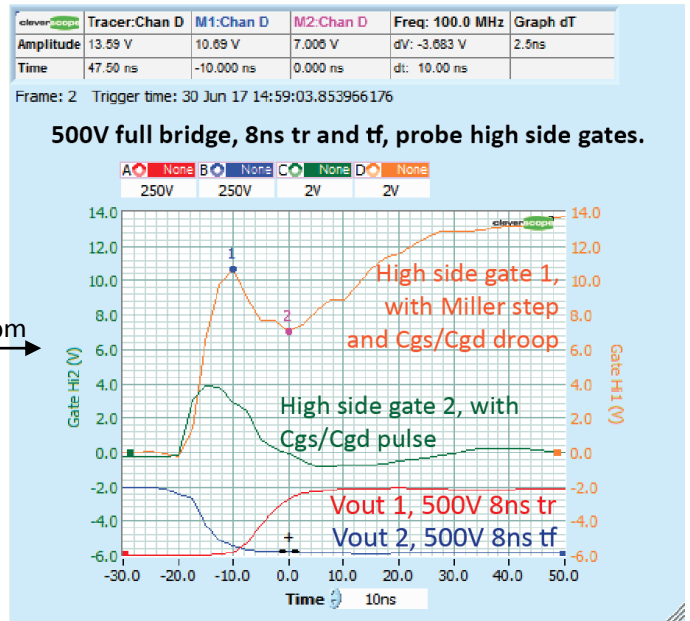 cleverscope Tracer:Chan D M1:Chan D M2:Chan D Freq: 100.0 MHz Graph dT
Amplitude 13.59 V 10.69 V 7.006 V dV: -3.683 V 2.5ns
Time 47.50 ns -10.000 ns 0.000 ns dt: 10.00 ns
Frame: 2 Trigger time: 30 Jun 17 14:59:03.853966176
500V full bridge, 8ns tr and tf, probe high side gates.
A None B None C None D None
250V 250V 2V 2V
14.0 14.0
cleverscope
12.0 12.0
1
10.0 10.0
High side gate 1,
with Miller step
8.0 8.0
2
and Cgs/Cgd droop
6.0 6.0
om
Gate Hi2 (V)
Gate Hi1 (V)
4.0 4.0
High side gate 2, with
2.0 2.0
Cgs/Cgd pulse
0.0 0.0
-2.0 -2.0
Vout 1, 500V 8ns tr
-4.0 -4.0
Vout 2, 500V 8ns tf
-6.0 -6.0
-30.0 -20.0 -10.0 0.0 10.0 20.0 30.0 40.0 50.0
Time 10ns